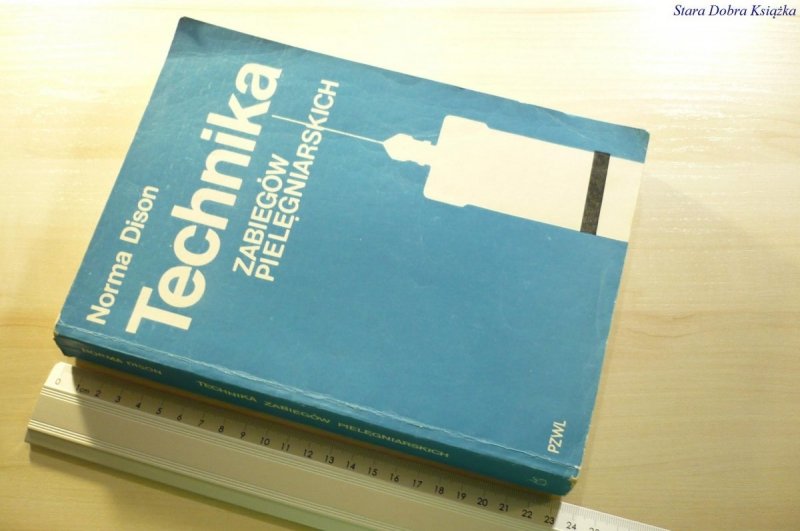 Stara Dobra Książka
Norma Dison
Technika
ZABIEGÓW
PIELĘGNIARSKICH
PZWL
NORMA DISON TECHNIKA ZABIEGÓW PIELĘGNIARSKICH
0 1cm 2 3 4 5 6 7 8 9 10 11 12 13 14 15 16 17 18 19 20 21 22 23 24 25